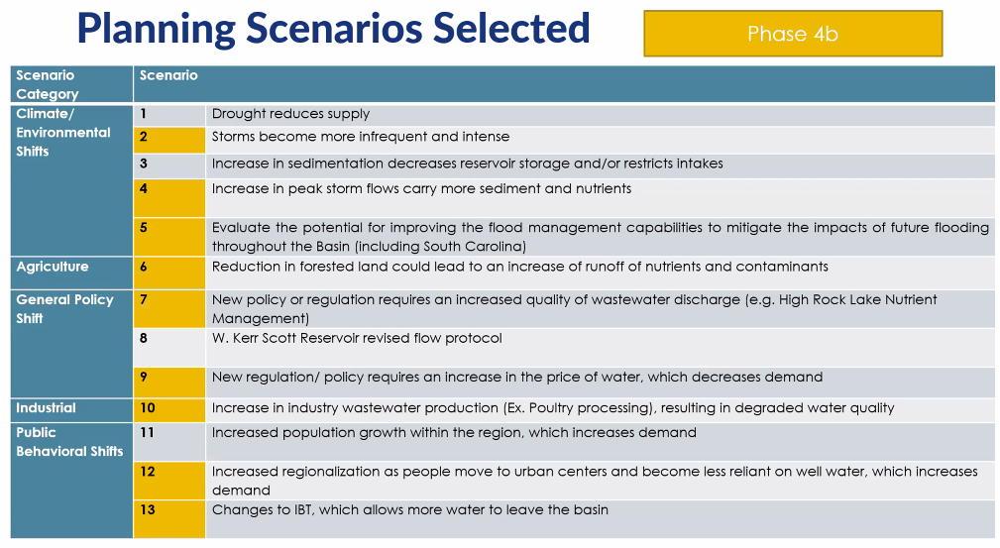 Planning Scenarios Selected
Phase 4b
Scenario
Category
Scenario
Climate/
Environmental
Shifts
1 Drought reduces supply
2 Storms become more infrequent and intense
3 Increase in sedimentation decreases reservoir storage and/or restricts intakes
4 Increase in peak storm flows carry more sediment and nutrients
5 Evaluate the potential for improving the flood management capabilities to mitigate the impacts of future flooding
throughout the Basin (including South Carolina)
Agriculture
6 Reduction in forested land could lead to an increase of runoff of nutrients and contaminants
General Policy
Shift
7 New policy or regulation requires an increased quality of wastewater discharge (e.g. High Rock Lake Nutrient
Management)
8 W. Kerr Scott Reservoir revised flow protocol
9 New regulation/ policy requires an increase in the price of water, which decreases demand
Industrial
10 Increase in industry wastewater production (Ex. Poultry processing), resulting in degraded water quality
Public
Behavioral Shifts
11 Increased population growth within the region, which increases demand
12 Increased regionalization as people move to urban centers and become less reliant on well water, which increases
demand
13 Changes to IBT, which allows more water to leave the basin